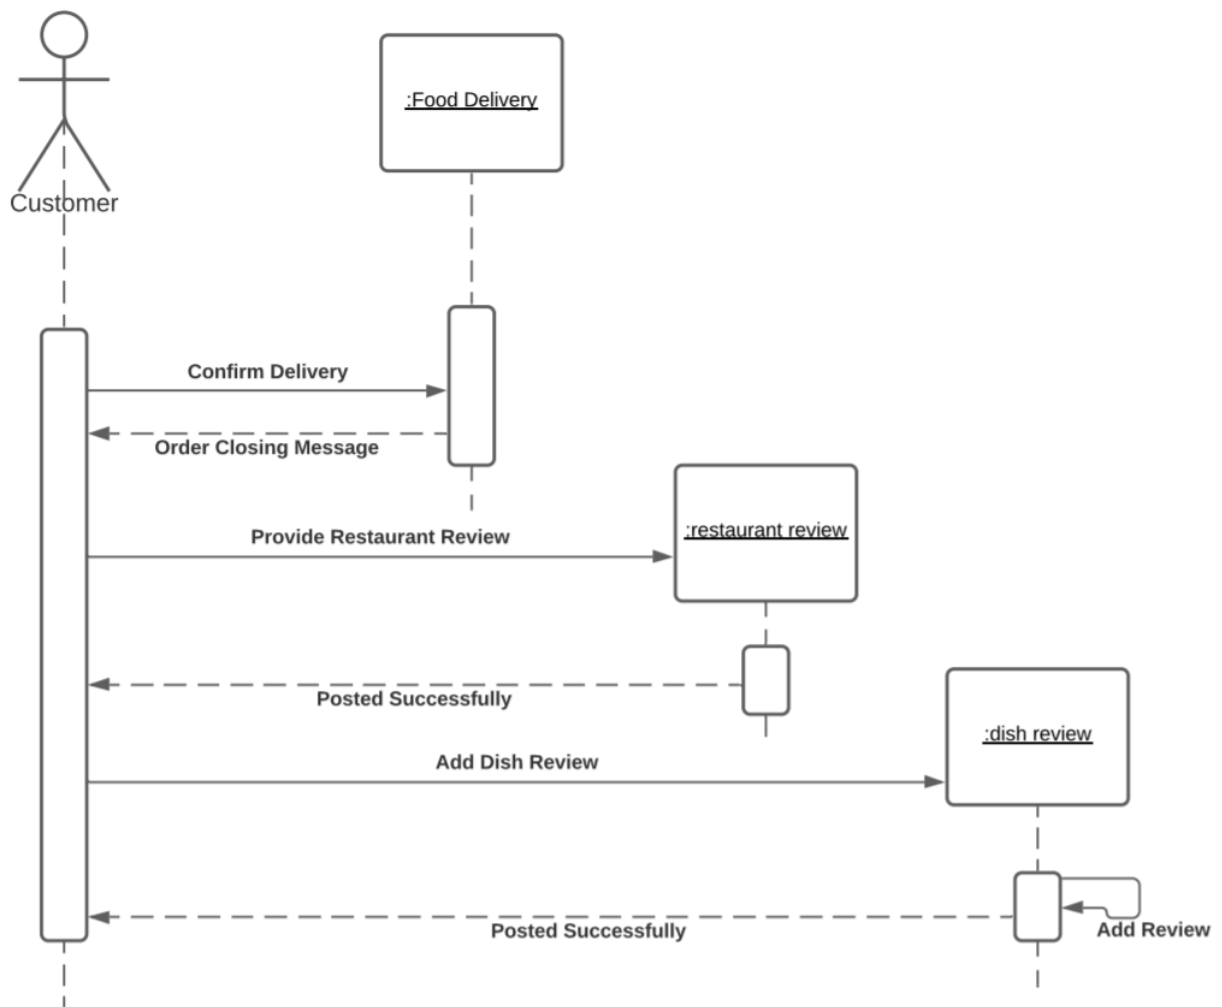 :Food Delivery
Customer
Confirm Delivery
Order Closing Message
:restaurant review
Provide Restaurant Review
Posted Successfully
:dish review
Add Dish Review
Add Review
Posted Successfully